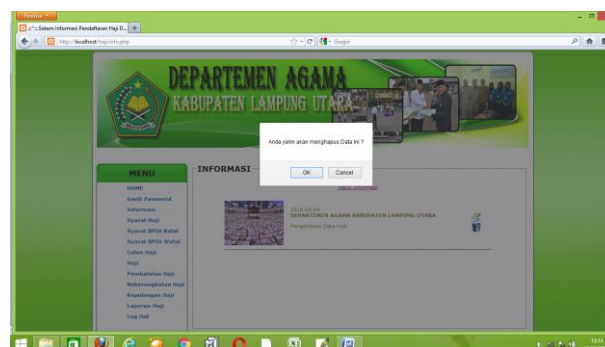 Firefox
Sistem Informasi Pendaftaran Haji D...
http://localhost/haji/info.php
Google
DEPARTEMEN AGAMA
KABUPATEN LAMPUNG UTARA
Anda yakin akan menghapus Data Ini ?
OK
Cancel
MENU
HOME
Ganti Password
Informasi
Syarat Haji
Syarat BPIH Batal
Syarat BPIH Wafat
Calon Haji
Haji
Pembatalan Haji
Keberangkatan Haji
Kepulangan Haji
Laporan Haji
Log Out
INFORMASI
DEPARTEMEN AGAMA KABUPATEN LAMPUNG UTARA
Pengelolaan Data Haji
13:14